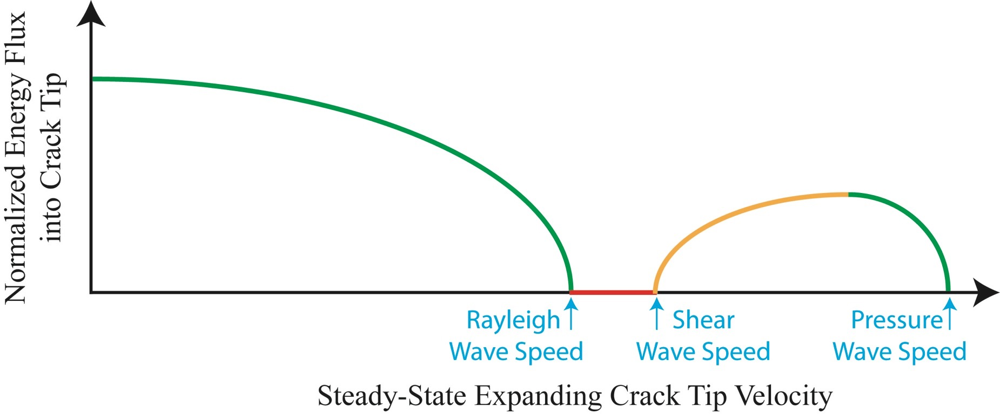 Normalized Energy Flux
into Crack Tip
Rayleigh
Wave Speed
Shear
Wave Speed
Pressure
Wave Speed
Steady-State Expanding Crack Tip Velocity